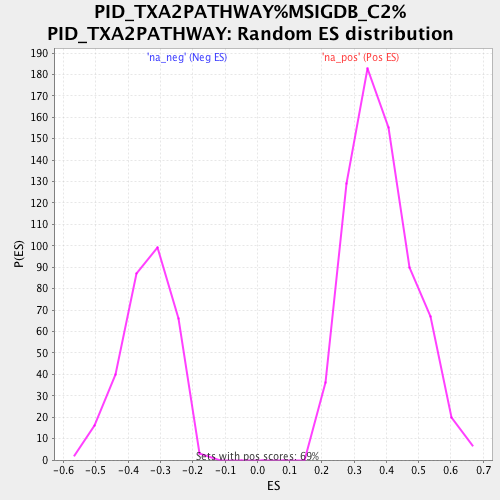 PID_TXA2PATHWAY%MSIGDB_C2%
PID_TXA2PATHWAY: Random ES distribution
'na_neg' (Neg ES)
'na_pos' (Pos ES)
P(ES)
190
180
170
160
150
140
130
120
110
100
90
80
70
60
50
40
30
20
10
0
Sets with pos scores: 69%
-0.6 -0.5 -0.4 -0.3 -0.2 -0.1 0.0 0.1 0.2 0.3 0.4 0.5 0.6 0.7
ES